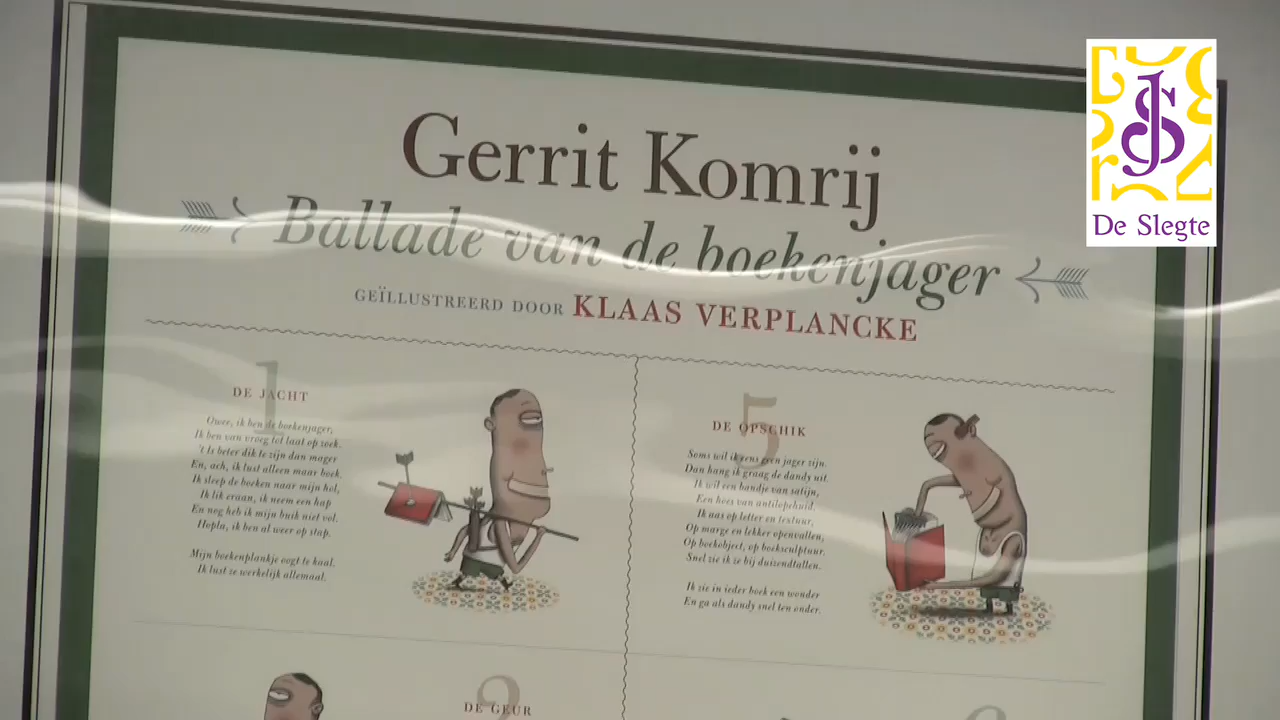 Gerrit Komrij
Ballade van de boekenjager
GEÏLLUSTREERD DOOR KLAAS VERPLANCKE
1
DE JACHT
Ik ben van vroeg tot laat op zoek.
't Is beter dik te zijn dan mager
En, ach, ik lust alleen maar boek.
Ik sleep de boeken naar mijn hol,
Ik lik eraan, ik neem een hap
En nog heb ik mijn buik niet vol.
Hopla, ik ben al weer op stap.
Mijn boekenplankje oogt te kaal.
Ik lust ze werkelijk allemaal.
5
DE OPSCHIK
Soms wil ik eens geen jager zijn.
Dan hang ik graag de dandy uit.
Ik wil een bandje van satijn,
Een hoes van antilopehuid.
Ik aas op letter en textuur,
Op marge en lekker openvallen,
Op boekobject, op boeksculptuur.
Snel zie ik ze bij duizendtallen.
Ik zie in ieder boek een wonder
En ga als dandy snel ten onder.
2
DE GEUR
JS
De Slegte